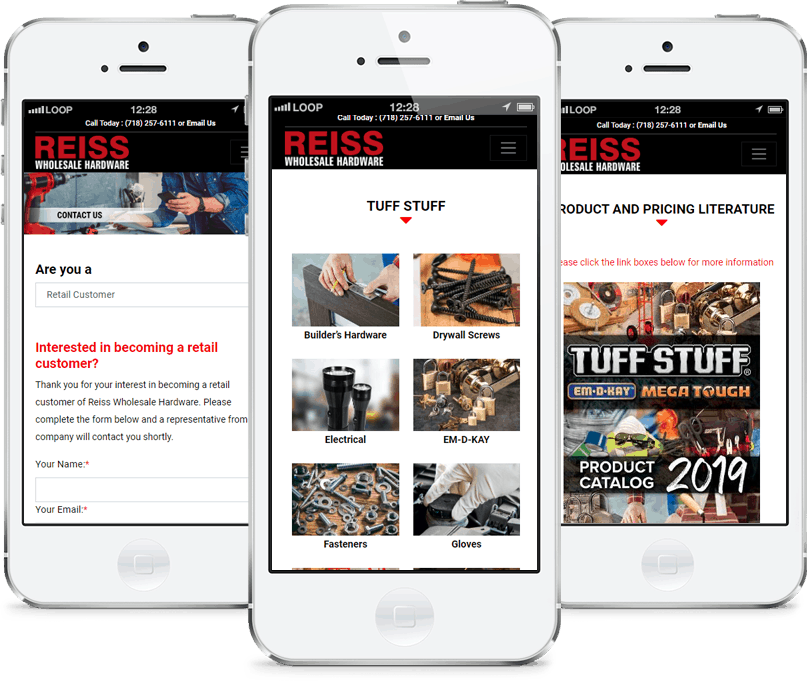 LOOP 12:28
Call Today : (718) 257-6111 or Email Us
REISS
WHOLESALE HARDWARE
CONTACT US
Are you a
Retail Customer
Interested in becoming a retail
customer?
Thank you for your interest in becoming a retail
customer of Reiss Wholesale Hardware. Please
complete the form below and a representative from
company will contact you shortly.
Your Name:*
Your Email:*
LOOP 12:28
Call Today : (718) 257-6111 or Email Us
REISS
WHOLESALE HARDWARE
TUFF STUFF
Builder's Hardware Drywall Screws
Electrical EM-D-KAY
Fasteners Gloves
LOOP 12:28
Call Today : (718) 257-6111 or Email Us
REISS
WHOLESALE HARDWARE
RODUCT AND PRICING LITERATURE
ease click the link boxes below for more information
TUFF STUFF®
EM-D-KAY MEGA TOUGH
PRODUCT
CATALOG 2019